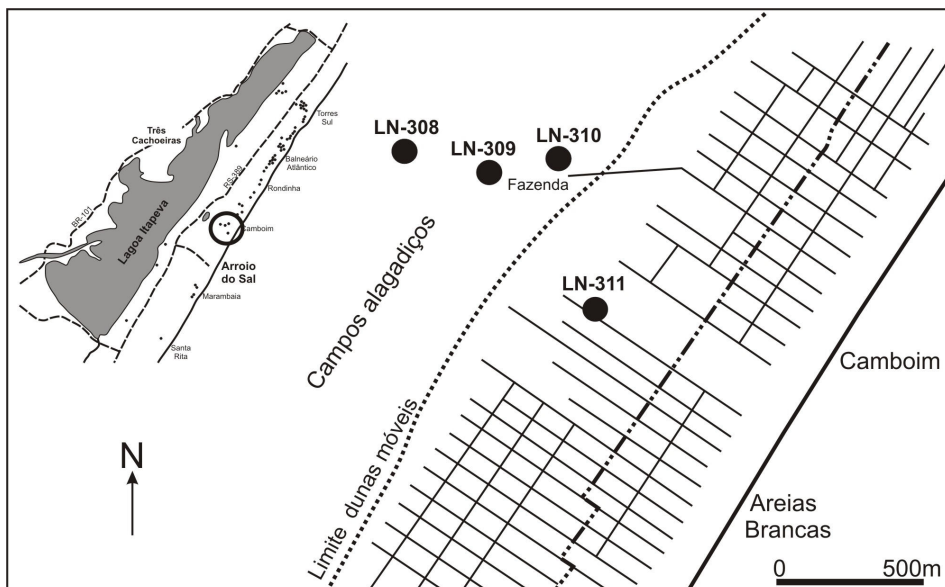 Três
Cachoeiras
Torres
Sul
Balneário
Atlântico
Rondinha
RS-389
BR-101
Lagoa Itapeva
Camboim
Arroio
do Sal
Marambaia
Santa
Rita
N
LN-308
LN-309
LN-310
Fazenda
LN-311
Campos alagadiços
Limite dunas móveis
Camboim
Areias
Brancas
0 500m